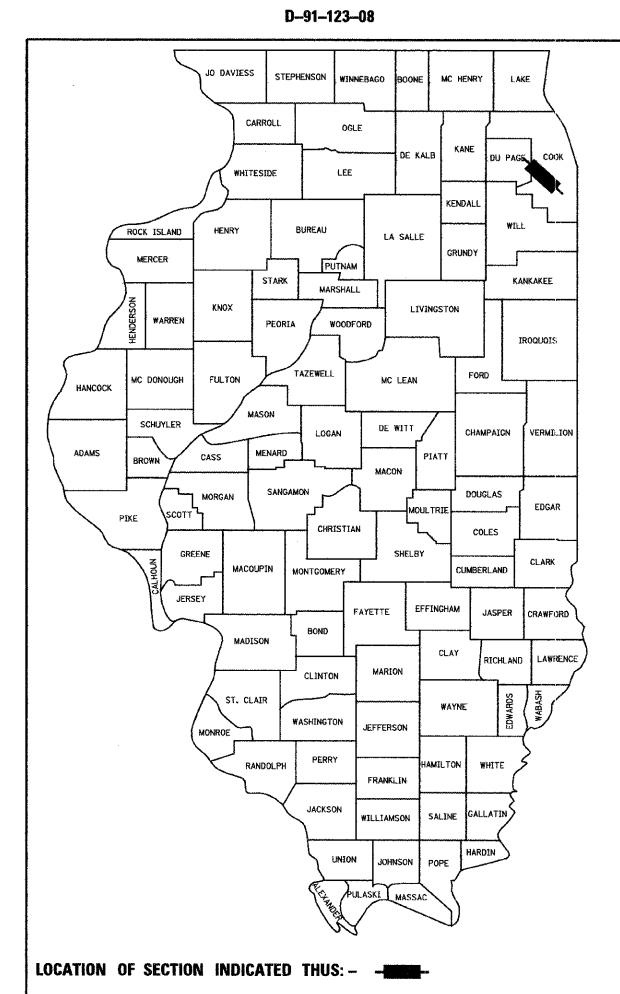 D-91-123-08
JO DAVIESS STEPHENSON WINNEBAGO BOONE MC HENRY LAKE
CARROLL OGLE DE KALB KANE DU PAGE COOK
WHITESIDE LEE
KENDALL
ROCK ISLAND HENRY BUREAU LA SALLE WILL
MERCER PUTNAM GRUNDY
STARK MARSHALL KANKAKEE
HENDERSON WARREN KNOX PEORIA WOODFORD LIVINGSTON IROQUOIS
HANCOCK MC DONOUGH FULTON TAZEWELL MC LEAN FORD
MASON
SCHUYLER LOGAN DE WITT CHAMPAIGN VERMILION
ADAMS BROWN CASS MENARD PIATT
MACON
MORGAN SANGAMON DOUGLAS
PIKE SCOTT CHRISTIAN MOULTRIE EDGAR
COLES
GREENE SHELBY
CALHOUN MACOUPIN MONTGOMERY CUMBERLAND CLARK
JERSEY FAYETTE EFFINGHAM JASPER CRAWFORD
MADISON BOND
CLAY RICHLAND LAWRENCE
CLINTON MARION
ST. CLAIR WAYNE EDWARDS WABASH
WASHINGTON JEFFERSON
MONROE
RANDOLPH PERRY HAMILTON WHITE
FRANKLIN
JACKSON WILLIAMSON SALINE GALLATIN
UNION JOHNSON POPE HARDIN
ALEXANDER PULASKI MASSAC
LOCATION OF SECTION INDICATED THUS: -